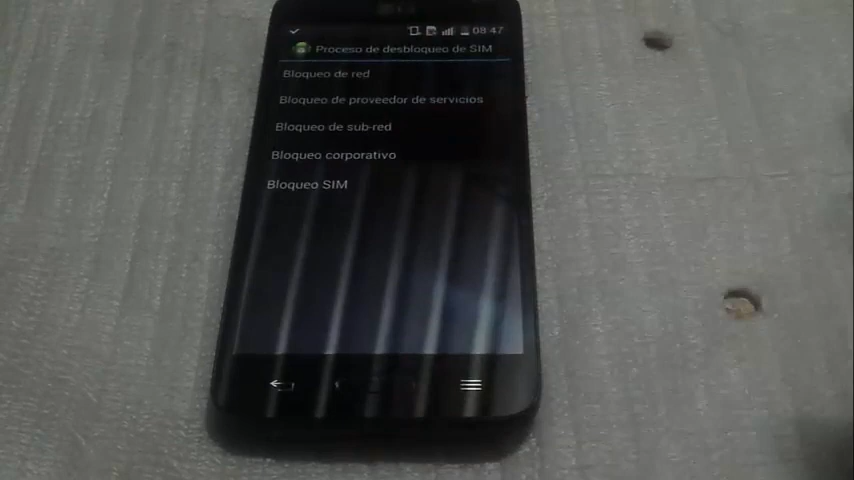 08:47
Proceso de desbloqueo de SIM
Bloqueo de red
Bloqueo de proveedor de servicios
Bloqueo de sub-red
Bloqueo corporativo
Bloqueo SIM